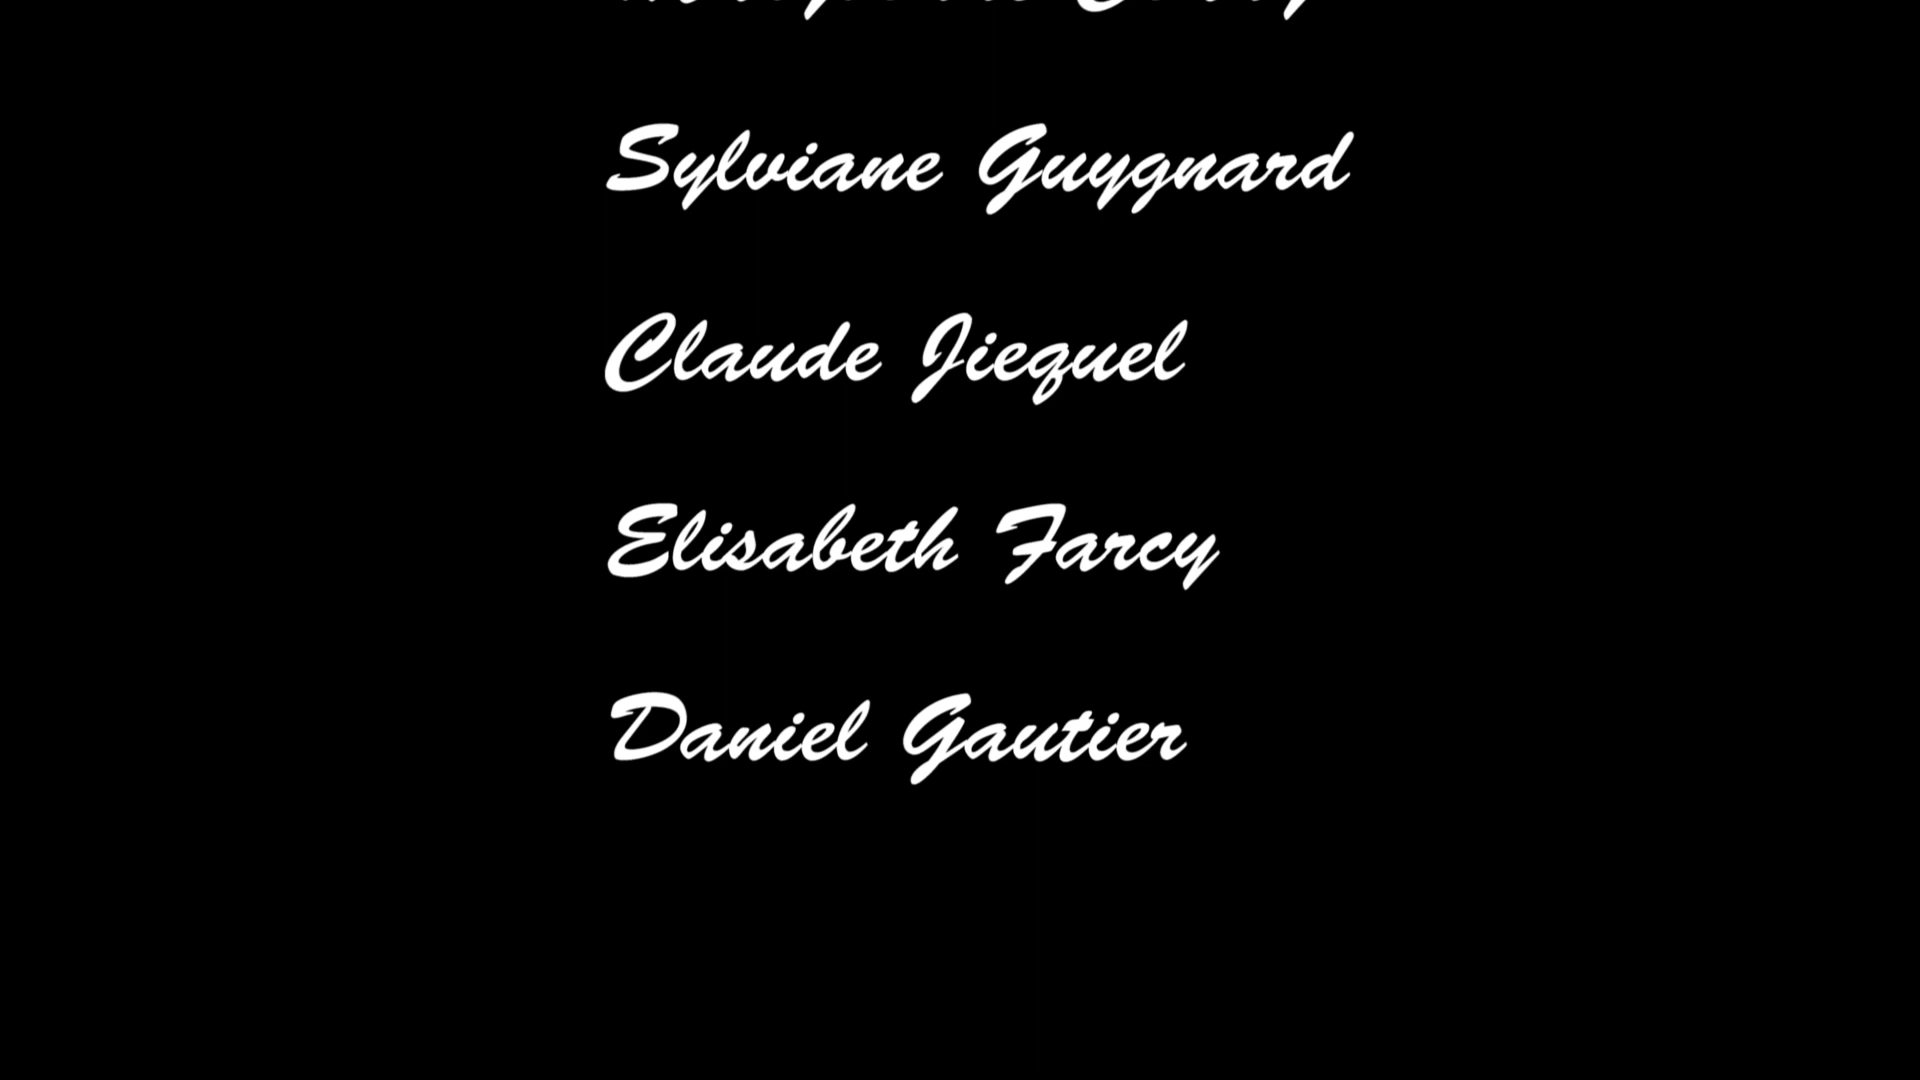 Sylviane Guygnard
Claude Jiequel
Elisabeth Farcy
Daniel Gautier